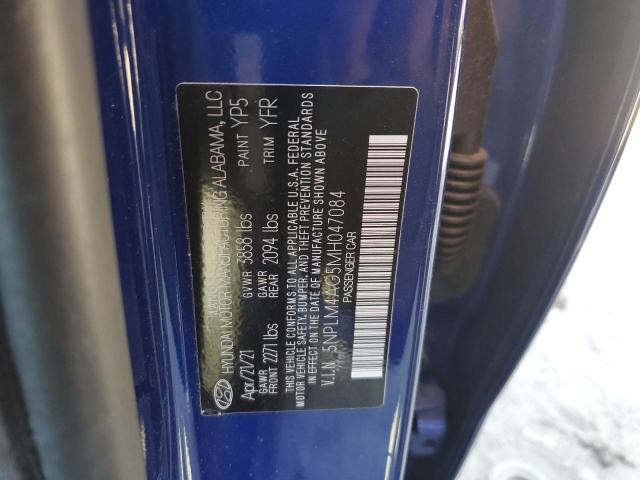 HYUNDAI MOTOR MANUFACTURING ALABAMA, LLC
Apr/21/21 GVWR 3858 lbs PAINT YP5
GAWR FRONT 2271 lbs GAWR REAR 2094 lbs TRIM YFR
THIS VEHICLE CONFORMS TO ALL APPLICABLE U.S.A. FEDERAL
MOTOR VEHICLE SAFETY, BUMPER, AND THEFT PREVENTION STANDARDS
IN EFFECT ON THE DATE OF MANUFACTURE SHOWN ABOVE
V.I.N. 5NPLM4AG5MH047084
PASSENGER CAR